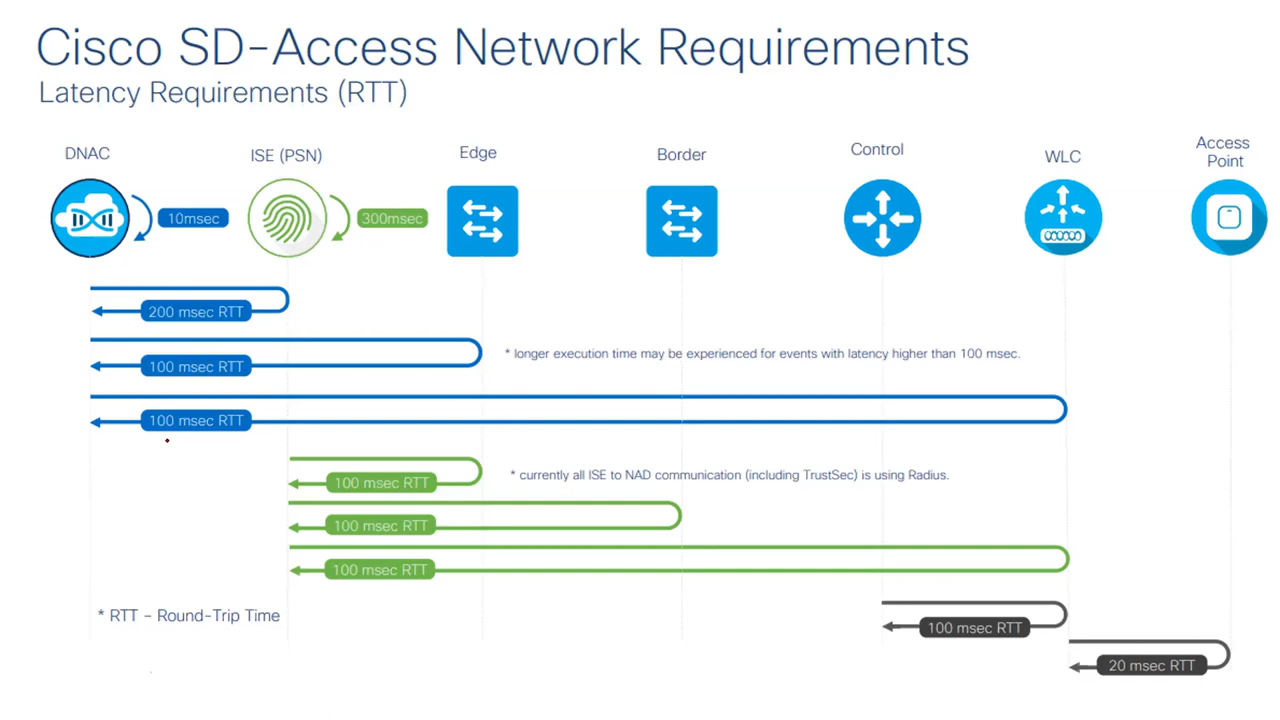 Cisco SD-Access Network Requirements
Latency Requirements (RTT)
DNAC
ISE (PSN)
Edge
Border
Control
WLC
Access
Point
10msec
300msec
200 msec RTT
100 msec RTT
* longer execution time may be experienced for events with latency higher than 100 msec.
100 msec RTT
100 msec RTT
* currently all ISE to NAD communication (including TrustSec) is using Radius.
100 msec RTT
100 msec RTT
* RTT – Round-Trip Time
100 msec RTT
20 msec RTT